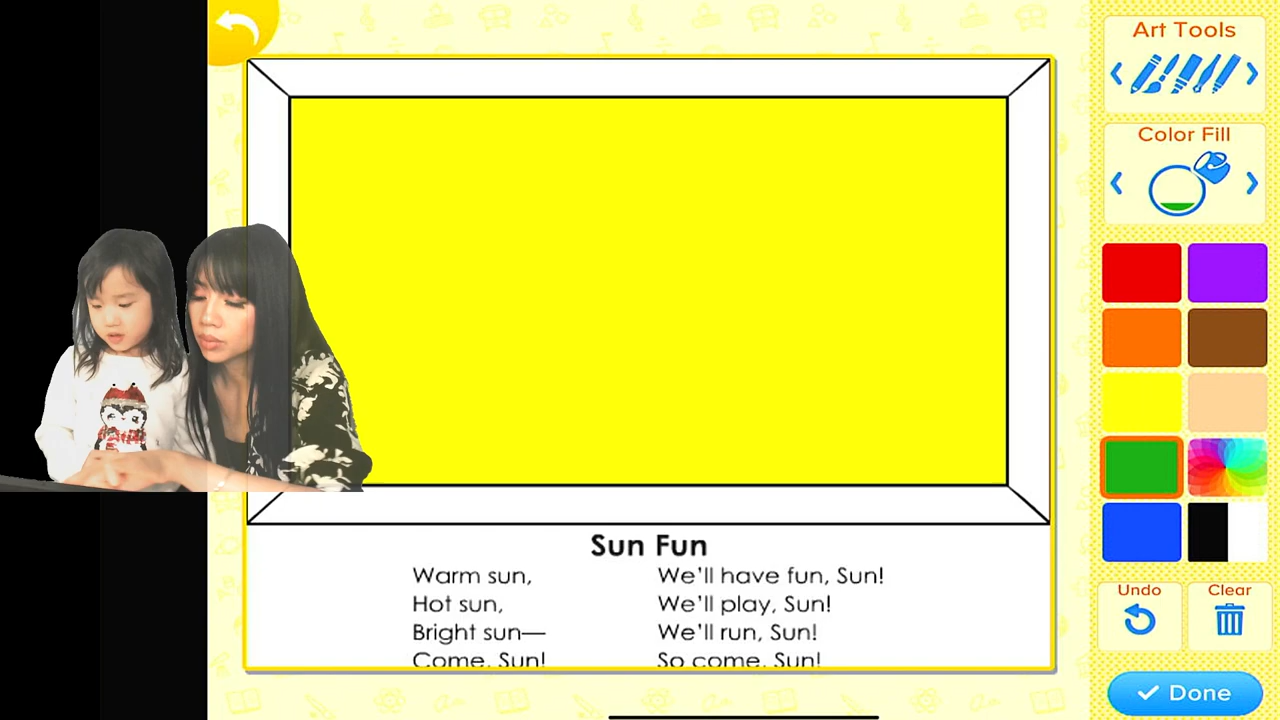 Art Tools
Color Fill
Sun Fun
Warm sun,
Hot sun,
Bright sun—
Come, Sun!
We'll have fun, Sun!
We'll play, Sun!
We'll run, Sun!
So come, Sun!
Undo
Clear
Done